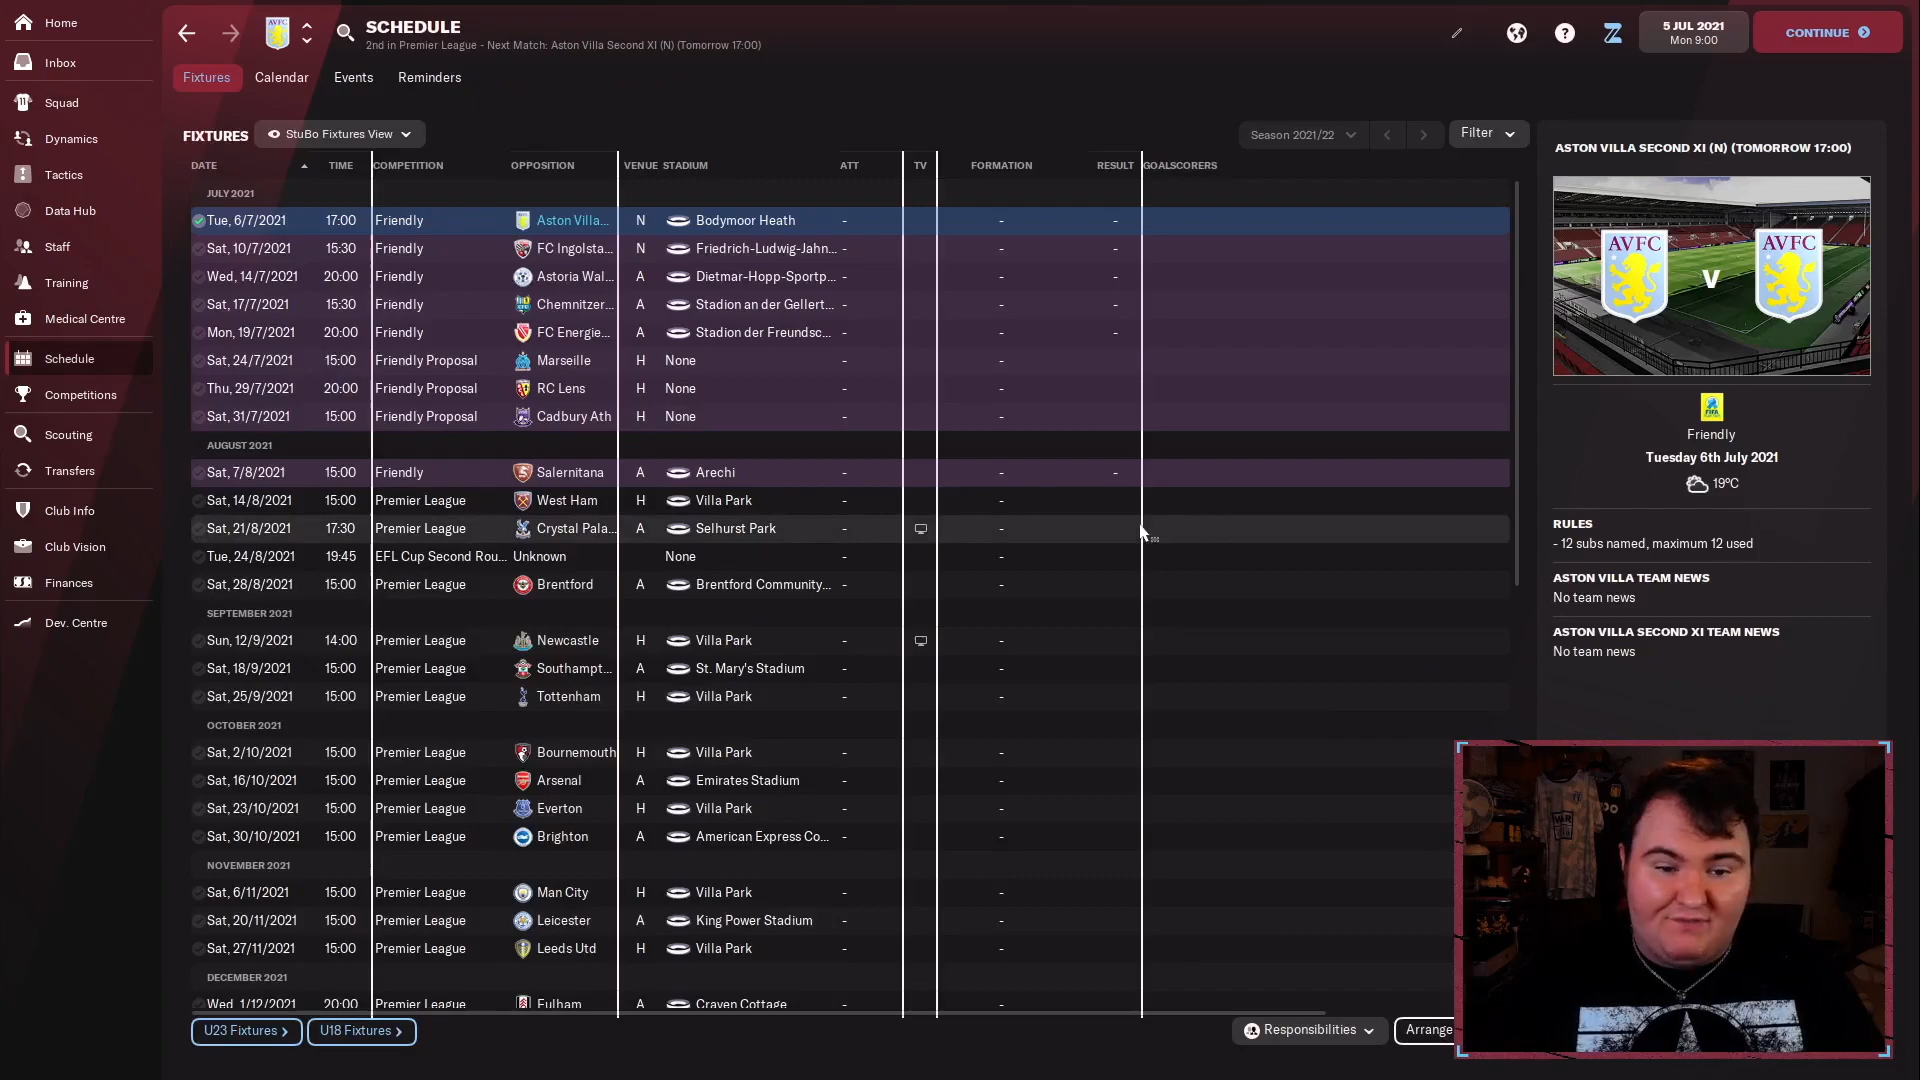 Home
Inbox
Squad
Dynamics
Tactics
Data Hub
Staff
Training
Medical Centre
Schedule
Competitions
Scouting
Transfers
Club Info
Club Vision
Finances
Dev. Centre
SCHEDULE
2nd in Premier League - Next Match: Aston Villa Second XI (N) (Tomorrow 17:00)
5 JUL 2021
Mon 9:00
CONTINUE
Fixtures Calendar Events Reminders
FIXTURES StuBo Fixtures View Season 2021/22 Filter
DATE TIME COMPETITION OPPOSITION VENUE STADIUM ATT TV FORMATION RESULT GOALSCORERS
JULY 2021
Tue, 6/7/2021 17:00 Friendly Aston Villa... N Bodymoor Heath - - -
Sat, 10/7/2021 15:30 Friendly FC Ingolsta... N Friedrich-Ludwig-Jahn... - - -
Wed, 14/7/2021 20:00 Friendly Astoria Wal... A Dietmar-Hopp-Sportp... - - -
Sat, 17/7/2021 15:30 Friendly Chemnitzer... A Stadion an der Gellert... - - -
Mon, 19/7/2021 20:00 Friendly FC Energie... A Stadion der Freundsc... - - -
Sat, 24/7/2021 15:00 Friendly Proposal Marseille H None - -
Thu, 29/7/2021 20:00 Friendly Proposal RC Lens H None - -
Sat, 31/7/2021 15:00 Friendly Proposal Cadbury Ath H None - -
AUGUST 2021
Sat, 7/8/2021 15:00 Friendly Salernitana A Arechi - - -
Sat, 14/8/2021 15:00 Premier League West Ham H Villa Park - -
Sat, 21/8/2021 17:30 Premier League Crystal Pala... A Selhurst Park - -
Tue, 24/8/2021 19:45 EFL Cup Second Rou... Unknown None - -
Sat, 28/8/2021 15:00 Premier League Brentford A Brentford Community... - -
SEPTEMBER 2021
Sun, 12/9/2021 14:00 Premier League Newcastle H Villa Park - -
Sat, 18/9/2021 15:00 Premier League Southampt... A St. Mary's Stadium - -
Sat, 25/9/2021 15:00 Premier League Tottenham H Villa Park - -
OCTOBER 2021
Sat, 2/10/2021 15:00 Premier League Bournemouth H Villa Park - -
Sat, 16/10/2021 15:00 Premier League Arsenal A Emirates Stadium - -
Sat, 23/10/2021 15:00 Premier League Everton H Villa Park - -
Sat, 30/10/2021 15:00 Premier League Brighton A American Express Co... - -
NOVEMBER 2021
Sat, 6/11/2021 15:00 Premier League Man City H Villa Park - -
Sat, 20/11/2021 15:00 Premier League Leicester A King Power Stadium - -
Sat, 27/11/2021 15:00 Premier League Leeds Utd H Villa Park - -
DECEMBER 2021
Wed, 1/12/2021 20:00 Premier League Fulham A Craven Cottage - -
U23 Fixtures U18 Fixtures Responsibilities Arrange
ASTON VILLA SECOND XI (N) (TOMORROW 17:00)
AVFC V AVFC
FIFA
Friendly
Tuesday 6th July 2021
19ºC
RULES
- 12 subs named, maximum 12 used
ASTON VILLA TEAM NEWS
No team news
ASTON VILLA SECOND XI TEAM NEWS
No team news